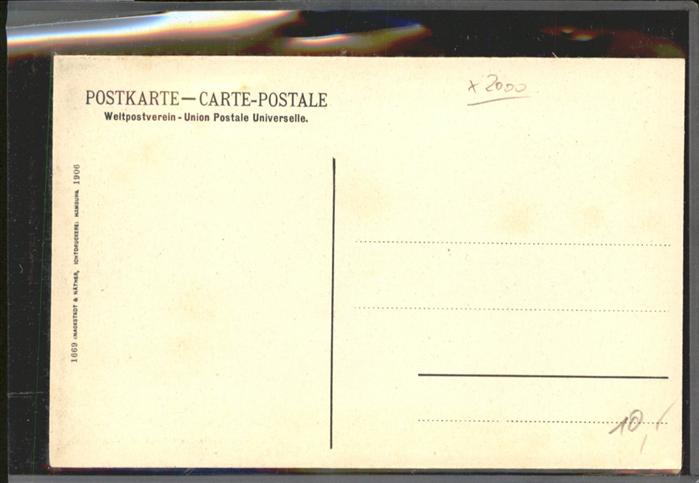 POSTKARTE — CARTE-POSTALE
Weltpostverein - Union Postale Universelle.
x 2000
1669 KNACKSTEDT & NÄTHER, LICHTDRUCKEREI HAMBURG, 1906
10,-